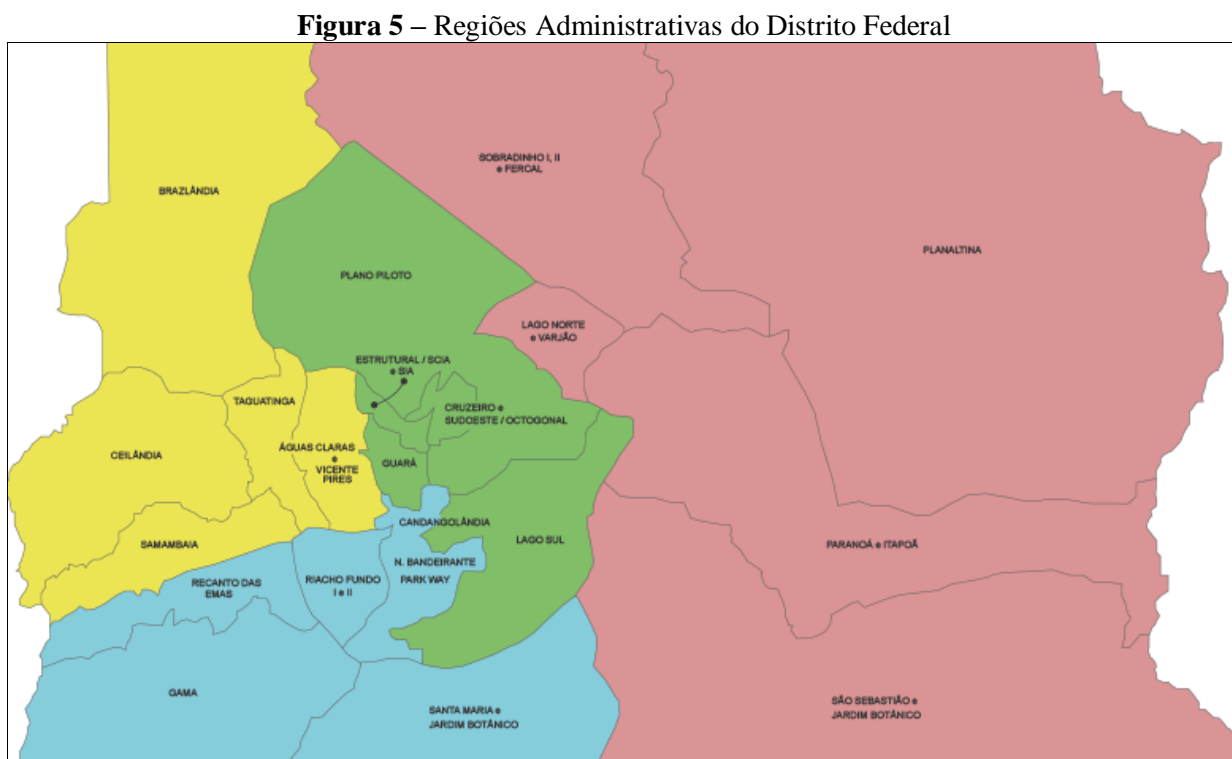 Figura 5 – Regiões Administrativas do Distrito Federal
SOBRADINHO I, II
e FERCAL
BRAZLÂNDIA
PLANALTINA
PLANO PILOTO
LAGO NORTE
e VARJÃO
ESTRUTURAL / SCIA
e SIA
TAGUATINGA
CRUZEIRO e
SUDOESTE / OCTOGONAL
ÁGUAS CLARAS
e
VICENTE
PIRES
CEILÂNDIA
GUARÁ
CANDANGOLÂNDIA
SAMAMBAIA
LAGO SUL
PARANOÁ e ITAPOÃ
N. BANDEIRANTE
PARK WAY
RECANTO DAS
EMAS
RIACHO FUNDO
I e II
GAMA
SANTA MARIA e
JARDIM BOTÂNICO
SÃO SEBASTIÃO e
JARDIM BOTÂNICO